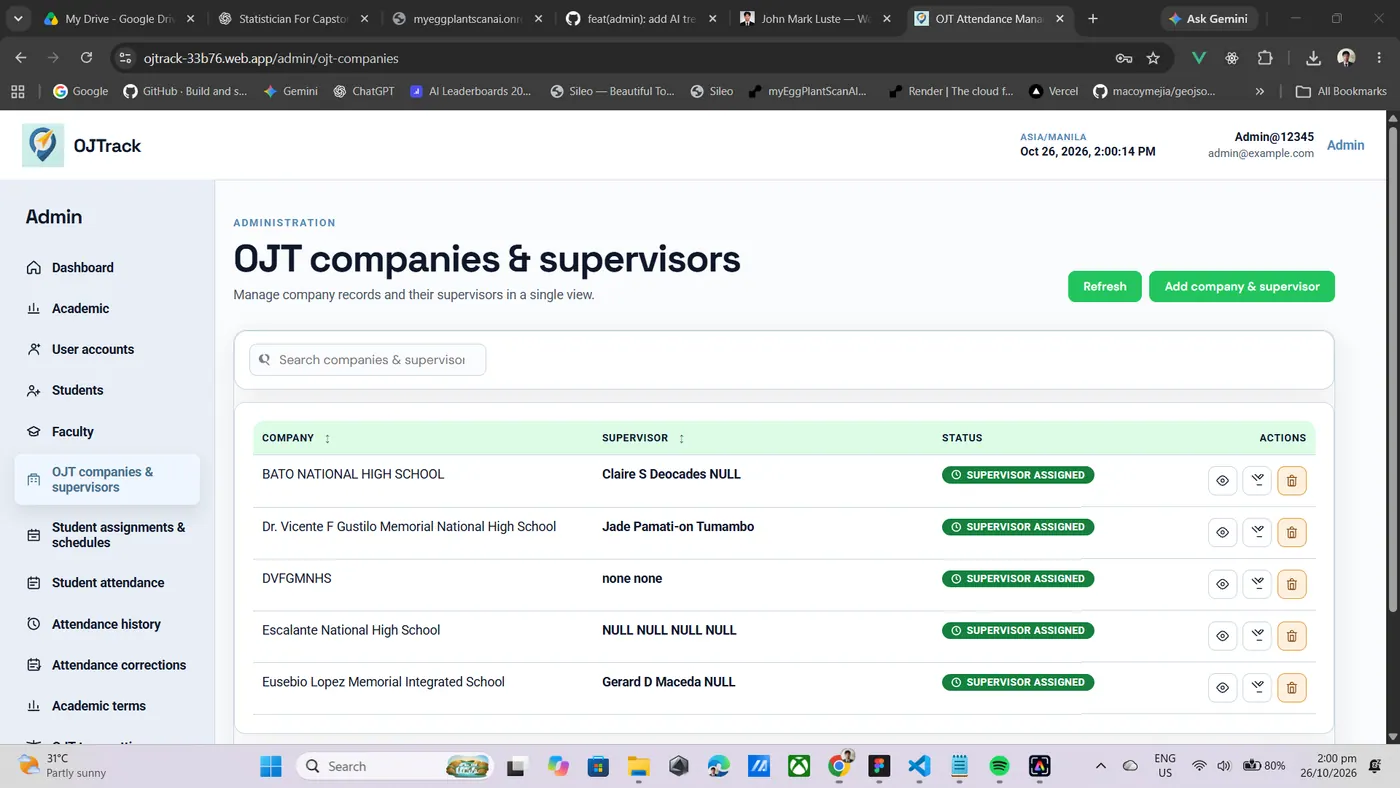 My Drive - Google Dri
Statistician For Capsto
myeggplantscanai.onr
feat(admin): add AI tre
John Mark Luste — Wo
OJT Attendance Mana
Ask Gemini
ojtrack-33b76.web.app/admin/ojt-companies
Google
GitHub · Build and s...
Gemini
ChatGPT
AI Leaderboards 20...
Sileo — Beautiful To...
Sileo
myEggPlantScanAI...
Render | The cloud f...
Vercel
macoymejia/geojso...
All Bookmarks
OJTrack
ASIA/MANILA
Oct 26, 2026, 2:00:14 PM
Admin@12345
admin@example.com
Admin
Admin
Dashboard
Academic
User accounts
Students
Faculty
OJT companies &
supervisors
Student assignments &
schedules
Student attendance
Attendance history
Attendance corrections
Academic terms
ADMINISTRATION
OJT companies & supervisors
Manage company records and their supervisors in a single view.
Refresh
Add company & supervisor
Search companies & supervisor
COMPANY SUPERVISOR STATUS ACTIONS
BATO NATIONAL HIGH SCHOOL Claire S Deocades NULL SUPERVISOR ASSIGNED
Dr. Vicente F Gustilo Memorial National High School Jade Pamati-on Tumambo SUPERVISOR ASSIGNED
DVFGMNHS none none SUPERVISOR ASSIGNED
Escalante National High School NULL NULL NULL NULL SUPERVISOR ASSIGNED
Eusebio Lopez Memorial Integrated School Gerard D Maceda NULL SUPERVISOR ASSIGNED
31°C
Partly sunny
Search
ENG
US
80%
2:00 pm
26/10/2026